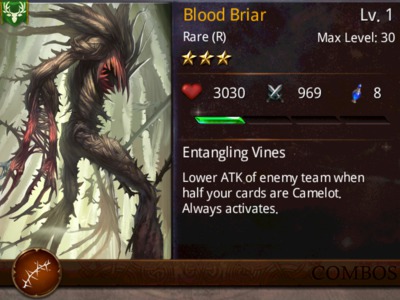 Blood Briar Lv. 1
Rare (R) Max Level: 30
3030 969 8
Entangling Vines
Lower ATK of enemy team when
half your cards are Camelot.
Always activates.
COMBOS